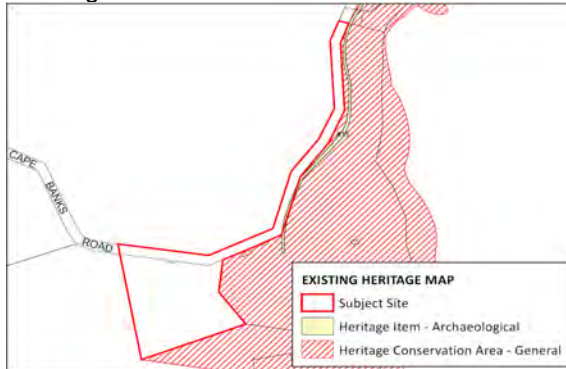 CAPE
BANKS
ROAD
EXISTING HERITAGE MAP
Subject Site
Heritage Item - Archaeological
Heritage Conservation Area - General